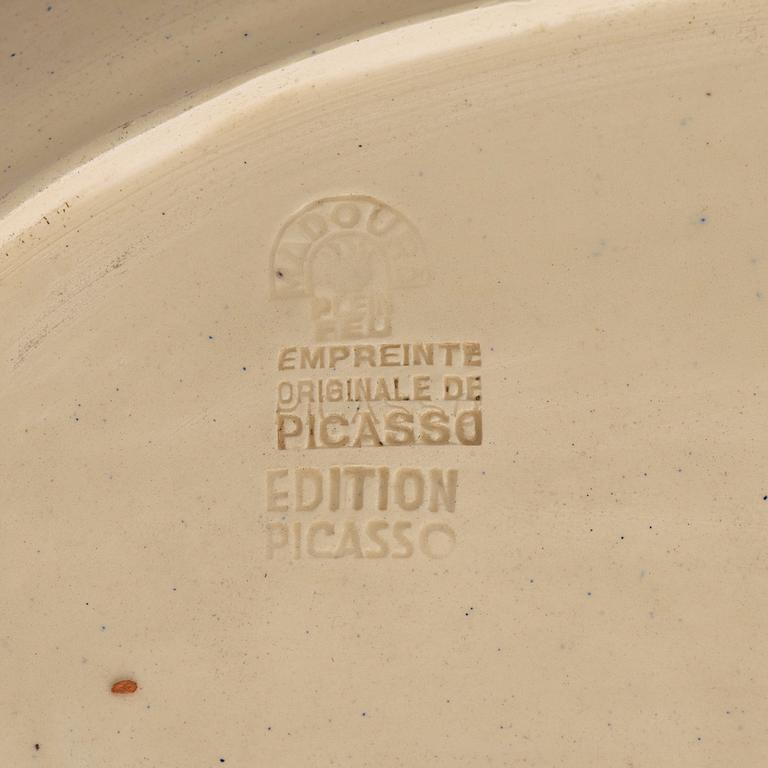 MADOURA
PLEIN
FEU
EMPREINTE
ORIGINALE DE
PICASSO
EDITION
PICASSO